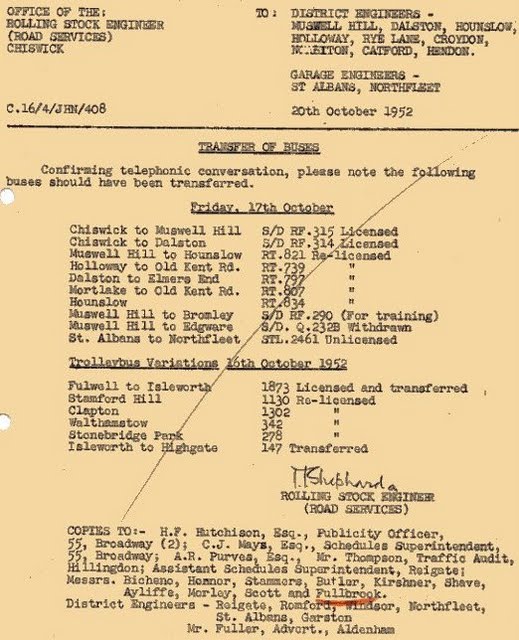 OFFICE OF THE: TO: DISTRICT ENGINEERS -
ROLLING STOCK ENGINEER MUSWELL HILL, DALSTON, HOUNSLOW,
(ROAD SERVICES) HOLLOWAY, RYE LANE, CROYDON,
CHISWICK CATFORD, HENDON.
GARAGE ENGINEERS -
ST ALBANS, NORTHFLEET
C.16/4/JHN/408 20th October 1952
TRANSFER OF BUSES
Confirming telephonic conversation, please note the following
buses should have been transferred.
Friday, 17th October
Chiswick to Muswell Hill S/D RF.315 Licensed
Chiswick to Dalston S/D RF.314 Licensed
Muswell Hill to Hounslow RT.821 Re-licensed
Holloway to Old Kent Rd. RT.739 "
Dalston to Elmers End RT.797 "
Mortlake to Old Kent Rd. RT.807 "
Hounslow RT.834 "
Muswell Hill to Bromley S/D RF.290 (For training)
Muswell Hill to Edgware S/D. Q.232B Withdrawn
St. Albans to Northfleet STL.2461 Unlicensed
Trolleybus Variations 16th October 1952
Fulwell to Isleworth 1873 Licensed and transferred
Stamford Hill 1130 Re-licensed
Clapton 1302 "
Walthamstow 342 "
Stonebridge Park 278 "
Isleworth to Highgate 147 Transferred
ROLLING STOCK ENGINEER
(ROAD SERVICES)
COPIES TO:- H.F. Hutchison, Esq., Publicity Officer,
55, Broadway (2); C.J. Mays, Esq., Schedules Superintendent,
55, Broadway; A.R. Purves, Esq., Mr. Thompson, Traffic Audit,
Hillingdon; Assistant Schedules Superintendent, Reigate;
Messrs. Bicheno, Hannor, Stammers, Butler, Kirshner, Shave,
Ayliffe, Morley, Scott and Fullbrook.
District Engineers - Reigate, Romford, Windsor, Northfleet,
St. Albans, Garston
Mr. Fuller, Advert., Aldenham